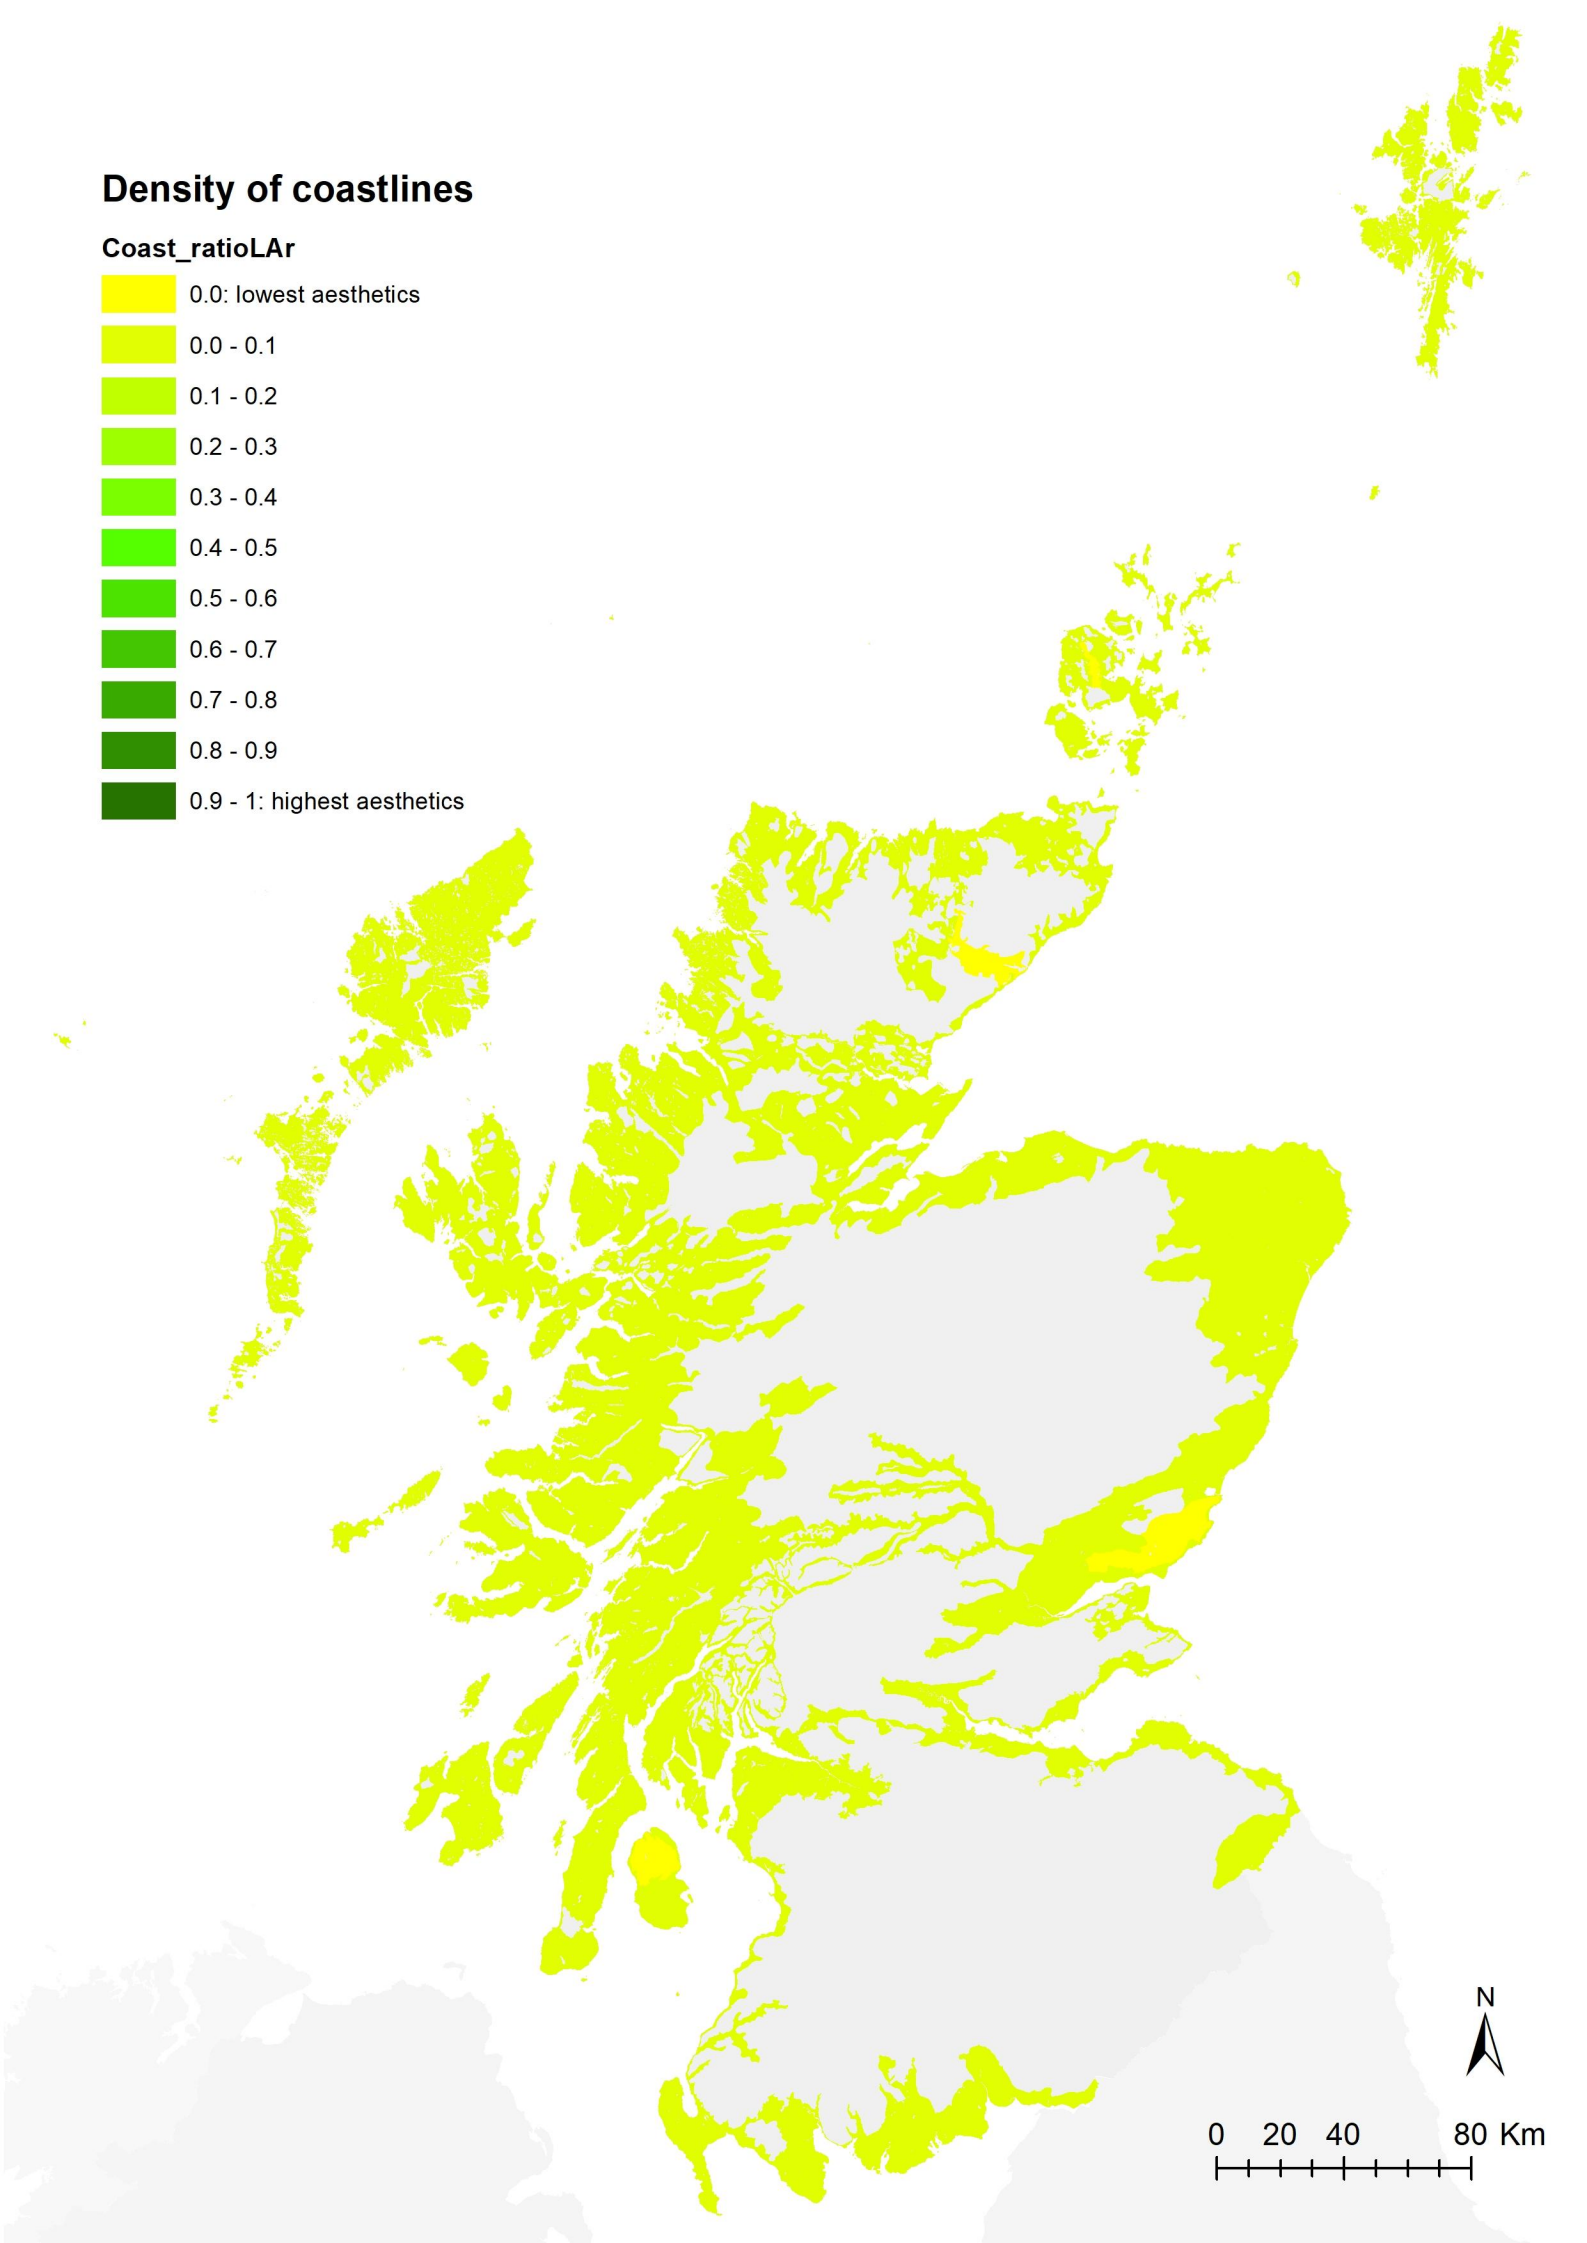 Density of coastlines
Coast_ratioLAr
0.0: lowest aesthetics
0.0 - 0.1
0.1 - 0.2
0.2 - 0.3
0.3 - 0.4
0.4 - 0.5
0.5 - 0.6
0.6 - 0.7
0.7 - 0.8
0.8 - 0.9
0.9 - 1: highest aesthetics
N
0 20 40 80 Km